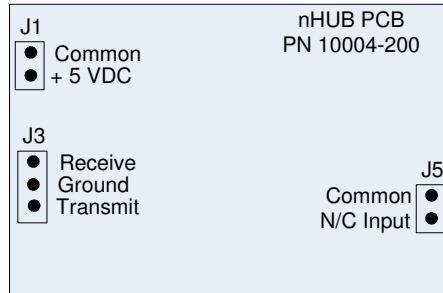 nHUB PCB
PN 10004-200
J1
Common
+ 5 VDC
J3
Receive
Ground
Transmit
J5
Common
N/C Input